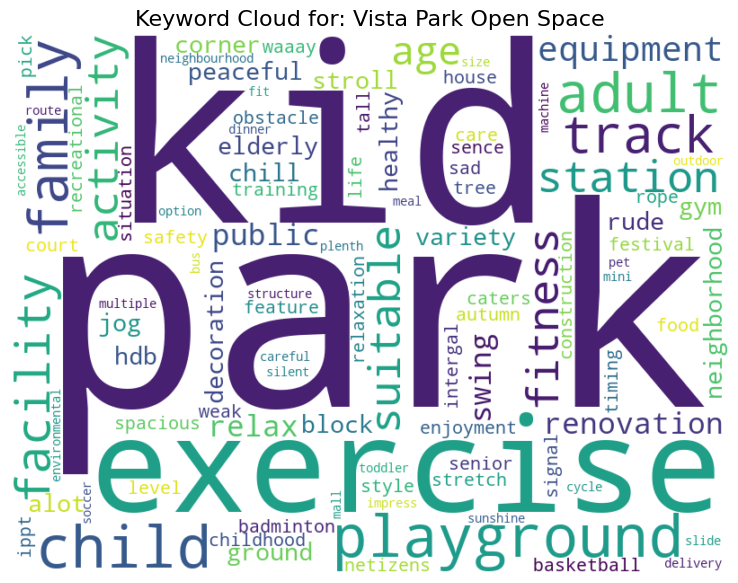 Keyword Cloud for: Vista Park Open Space
pick
corner
waaay
neighbourhood
fit
peaceful
stroll
age
size
house
equipment
family
recreational
route
accessible
activity
situation
kid
obstacle
dinner
elderly
chill
training
life
tall
healthy
meal
care
sence
sad
tree
machine
adult
track
station
outdoor
rope
gym
option
court
safety
bus
public
plenth
variety
rude
festival
pet
mini
park
multiple
jog
hdb
decoration
structure
feature
careful
silent
relaxation
suitable
caters
autumn
intergal
swing
fitness
construction
timing
food
neighborhood
facility
environmental
spacious
weak
relax
block
enjoyment
renovation
exercise
alot
level
soccer
ippt
child
badminton
childhood
ground
toddler
style
impress
mall
netizens
senior
stretch
signal
cycle
playground
sunshine
basketball
slide
delivery